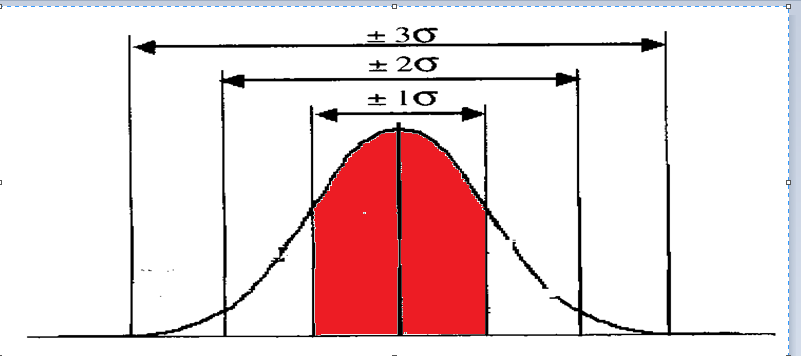 ± 3σ
± 2σ
± 1σ